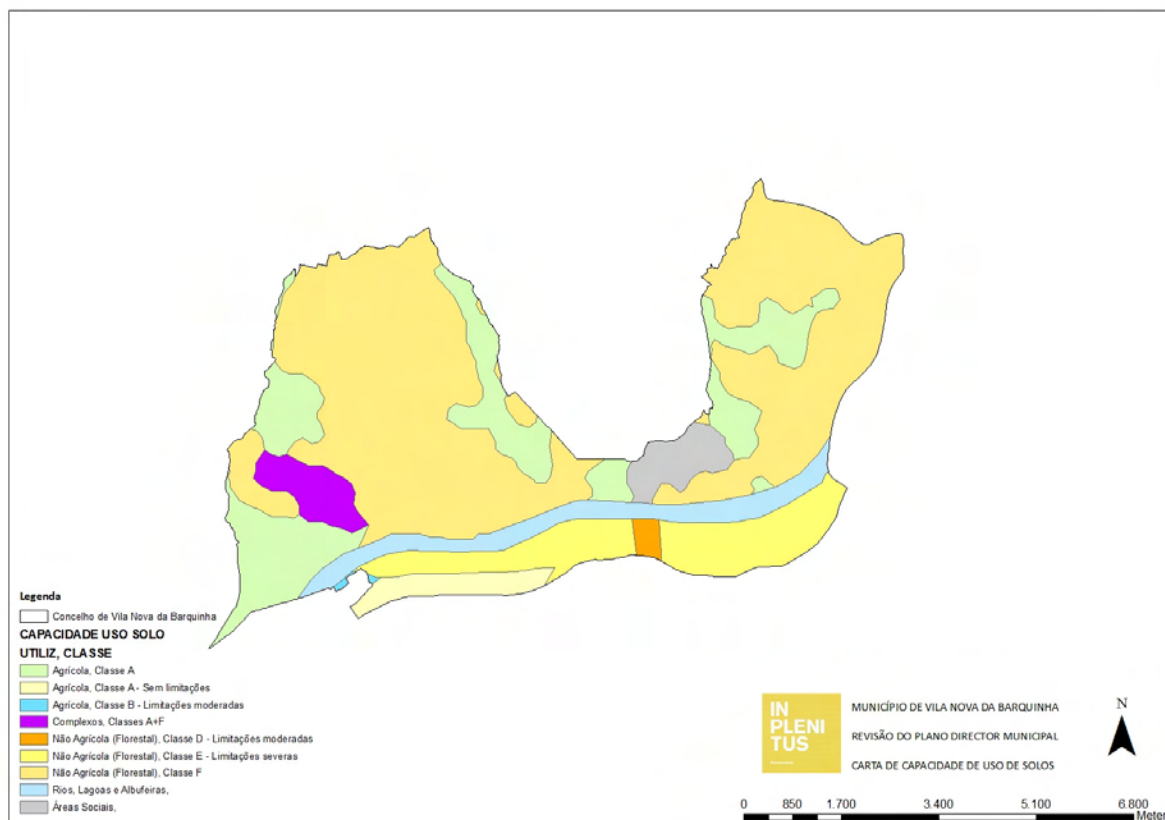 Legenda
Concelho de Vila Nova da Barquinha
CAPACIDADE USO SOLO
UTILIZ, CLASSE
Agrícola, Classe A
Agrícola, Classe A - Sem limitações
Agrícola, Classe B - Limitações moderadas
Complexos, Classes A+F
Não Agrícola (Florestal), Classe D - Limitações moderadas
Não Agrícola (Florestal), Classe E - Limitações severas
Não Agrícola (Florestal), Classe F
Rios, Lagoas e Albufeiras,
Áreas Sociais,
IN
PLENI
TUS
MUNICÍPIO DE VILA NOVA DA BARQUINHA
REVISÃO DO PLANO DIRECTOR MUNICIPAL
CARTA DE CAPACIDADE DE USO DE SOLOS
N
0 850 1.700 3.400 5.100 6.800
Meter